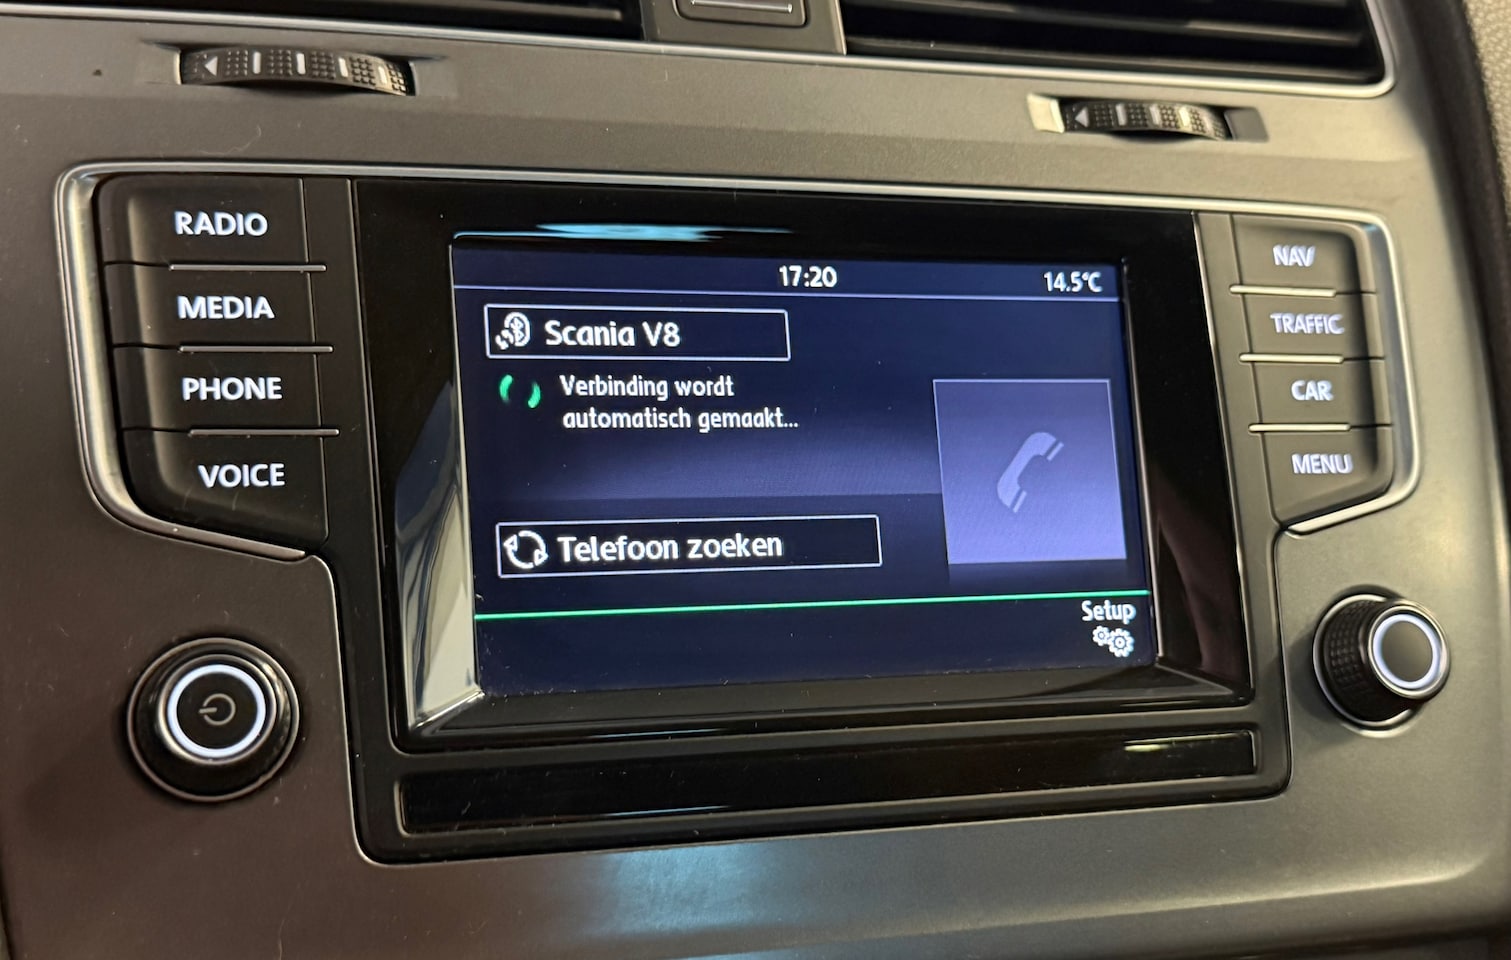 RADIO
MEDIA
PHONE
VOICE
17:20
14.5°C
Scania V8
Verbinding wordt
automatisch gemaakt...
Telefoon zoeken
Setup
NAV
TRAFFIC
CAR
MENU